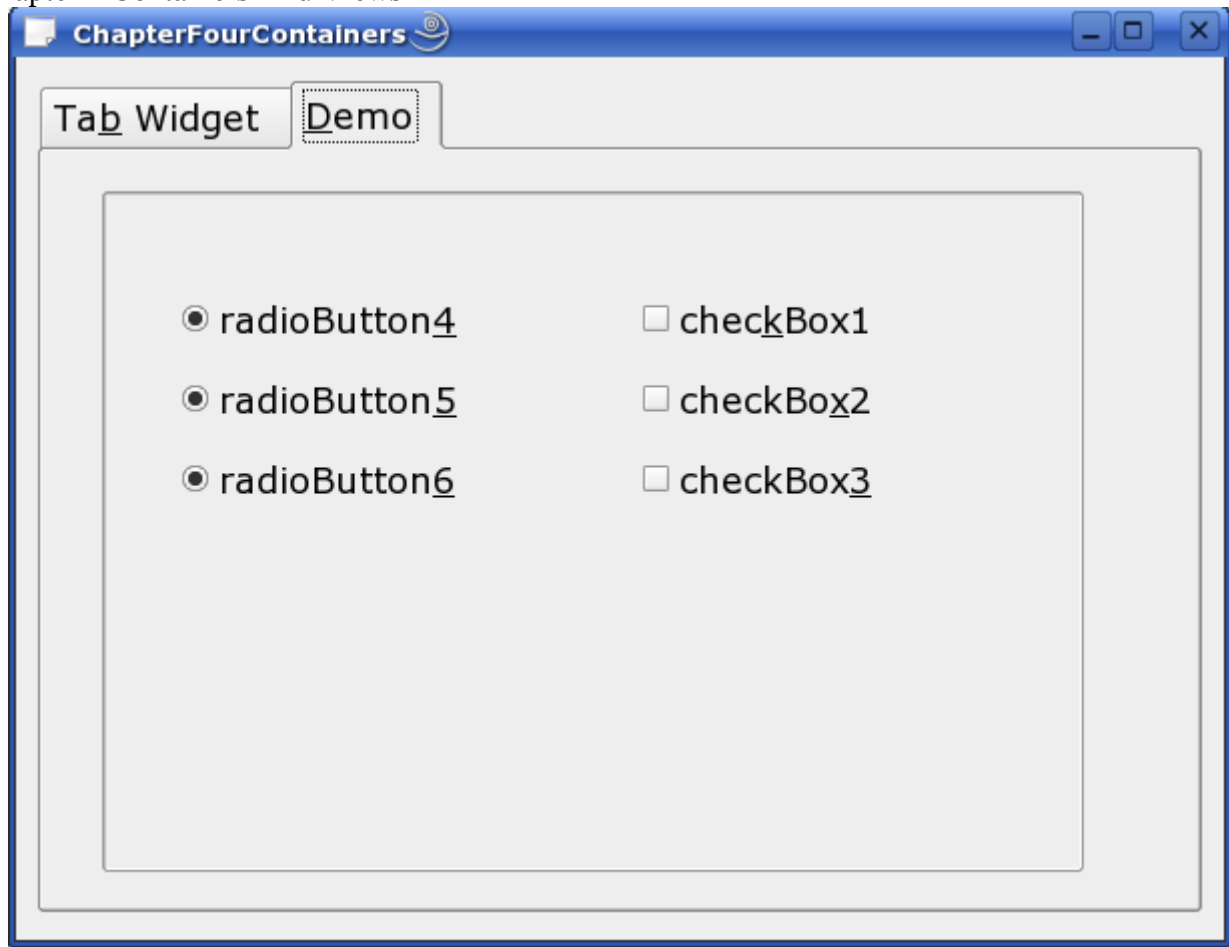 ChapterFourContainers
Tab Widget
Demo
radioButton4
checkBox1
radioButton5
checkBox2
radioButton6
checkBox3